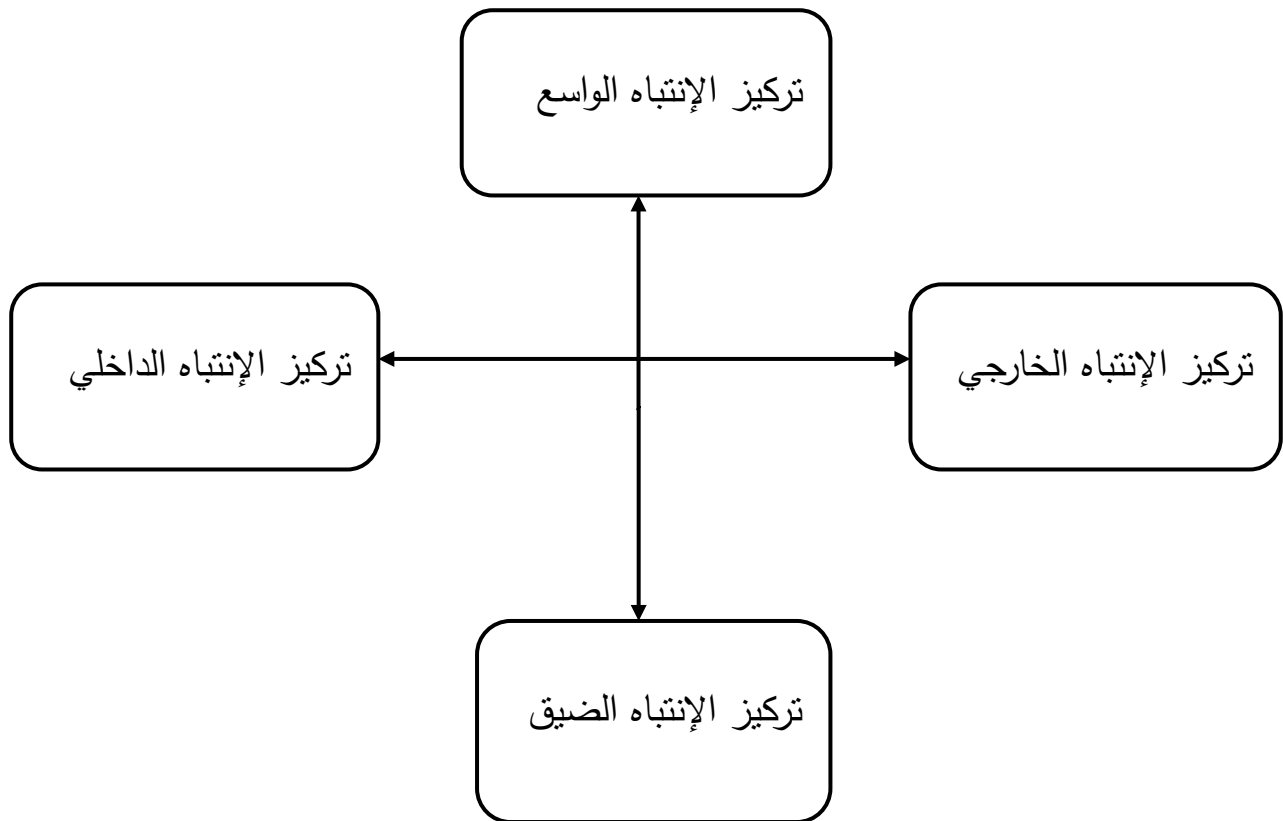 تركيز الإنتباه الواسع
تركيز الإنتباه الخارجي
تركيز الإنتباه الداخلي
تركيز الإنتباه الضيق